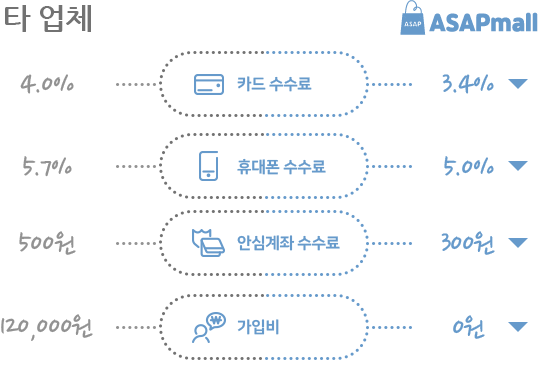 타 업체
ASAP ASAPmall
4.0% 카드 수수료 3.4%
5.7% 휴대폰 수수료 5.0%
500원 안심계좌 수수료 300원
120,000원 가입비 0원